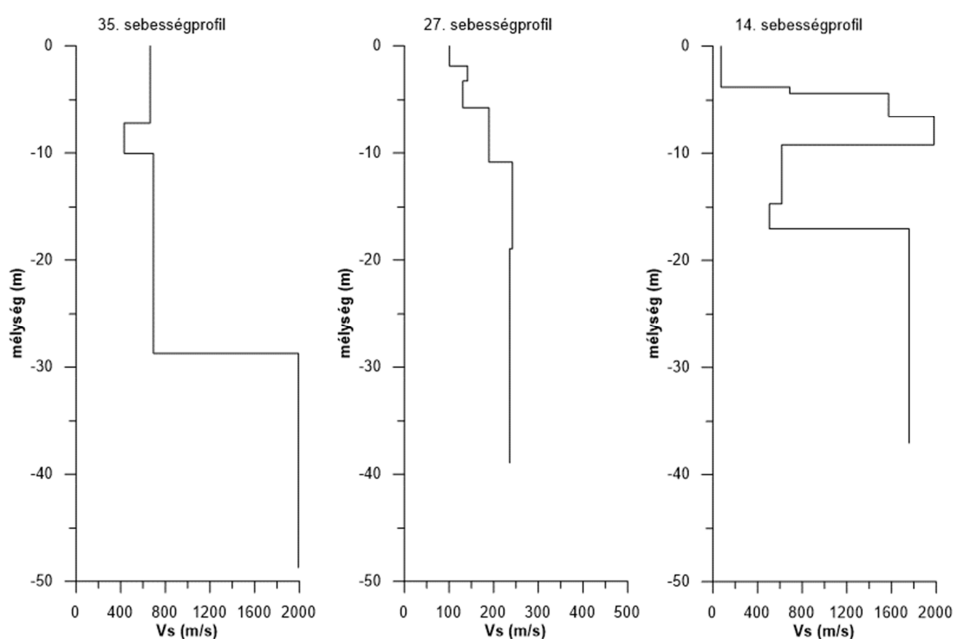 35. sebességprofil
0
-10
-20
-30
-40
-50
mélység (m)
0 400 800 1200 1600 2000
Vs (m/s)
27. sebességprofil
0
-10
-20
-30
-40
-50
mélység (m)
0 100 200 300 400 500
Vs (m/s)
14. sebességprofil
0
-10
-20
-30
-40
-50
mélység (m)
0 400 800 1200 1600 2000
Vs (m/s)